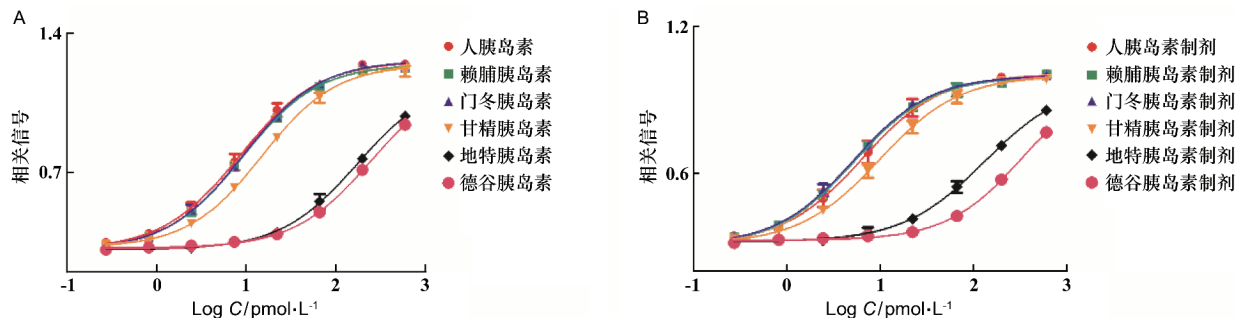 A
1.4
0.7
相关信号
-1
0
1
2
3
Log C/pmol·L⁻¹
人胰岛素
赖脯胰岛素
门冬胰岛素
甘精胰岛素
地特胰岛素
德谷胰岛素
B
1.2
0.6
1.2
相关信号
-1
0
1
2
3
Log C/pmol·L⁻¹
人胰岛素制剂
赖脯胰岛素制剂
门冬胰岛素制剂
甘精胰岛素制剂
地特胰岛素制剂
德谷胰岛素制剂